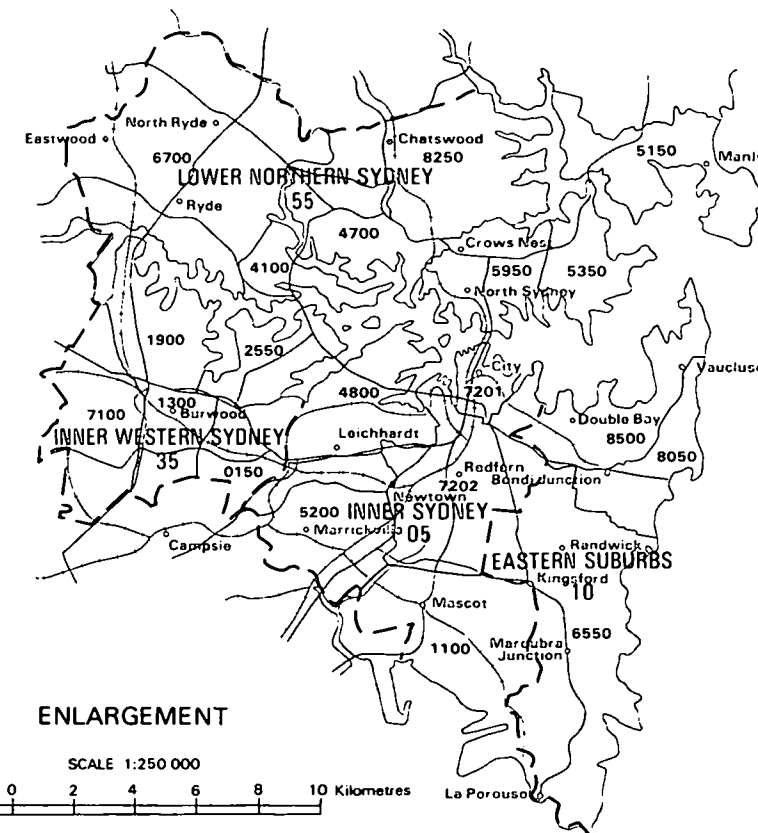 North Ryde
Eastwood
6700
Chatswood
8250
5150
Manly
LOWER NORTHERN SYDNEY
55
Ryde
4700
Crows Nest
4100
5950
5350
North Sydney
1900
2550
City
Vaucluse
7201
1300
Burwood
4800
7100
Double Bay
8500
INNER WESTERN SYDNEY
35
Leichhardt
8050
0150
Redfern
Bondi Junction
7202
Newtown
5200
INNER SYDNEY
05
Marrickville
Campsie
Randwick
EASTERN SUBURBS
10
Kingsford
Mascot
6550
Maroubra
Junction
1100
ENLARGEMENT
SCALE 1:250 000
0 2 4 6 8 10 Kilometres
La Perouse